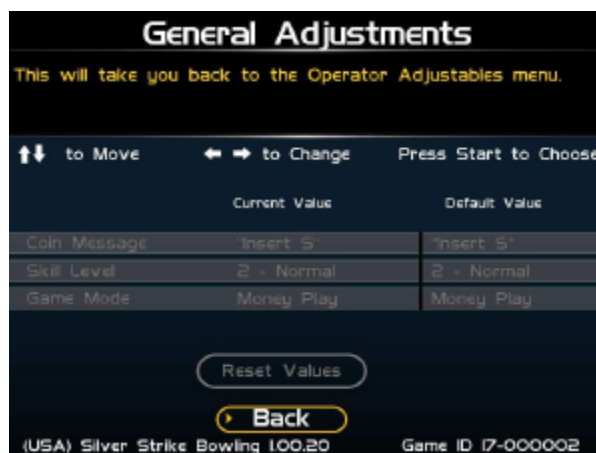 General Adjustments
This will take you back to the Operator Adjustables menu.
to Move to Change Press Start to Choose
Current Value Default Value
Coin Message "Insert $" "Insert $"
Skill Level 2 - Normal 2 - Normal
Game Mode Money Play Money Play
Reset Values
Back
(USA) Silver Strike Bowling 1.00.20 Game ID 17-000002